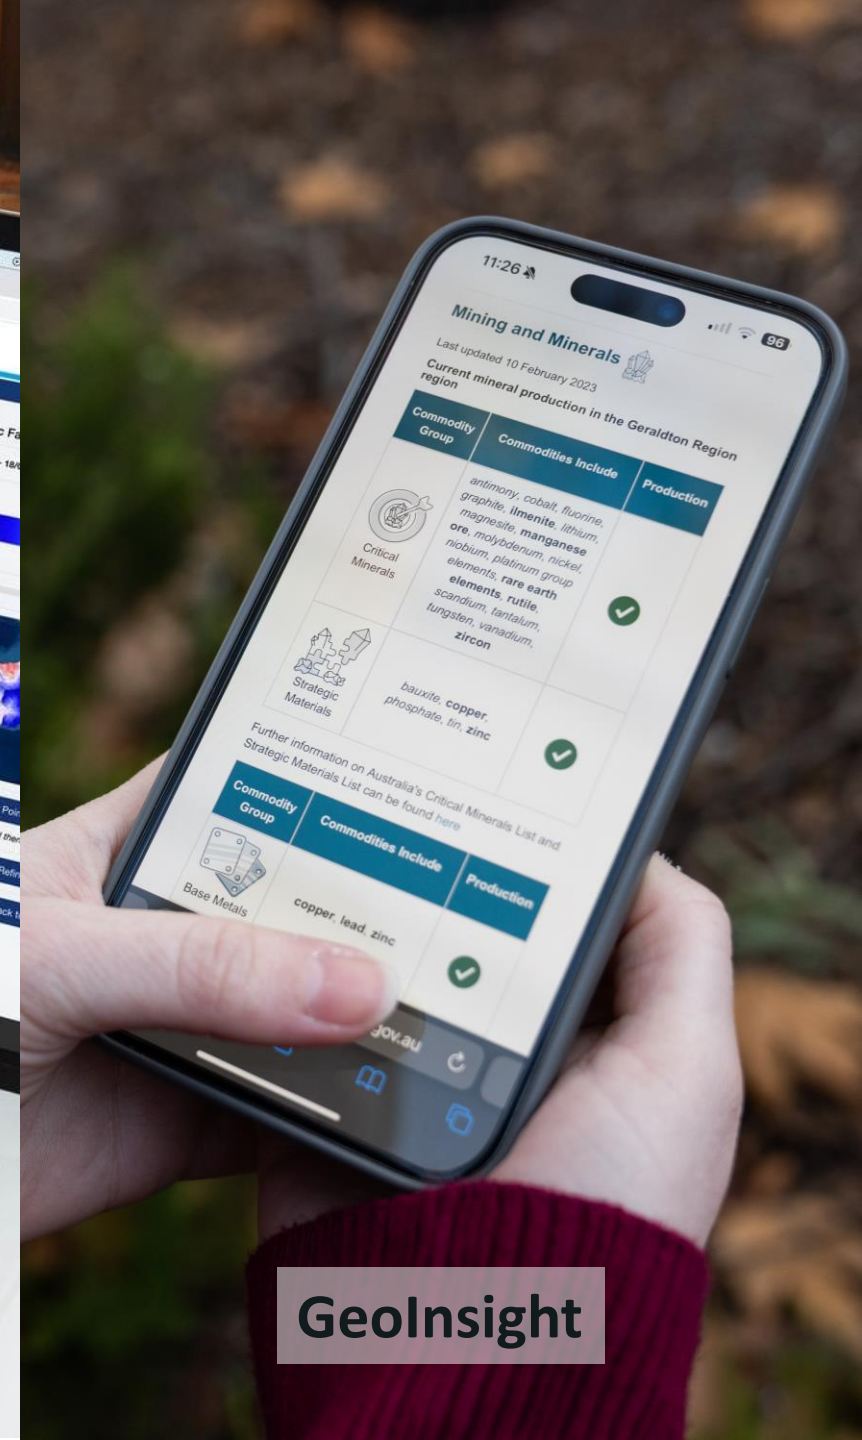 11:26
96
Mining and Minerals
Last updated 10 February 2023
Current mineral production in the Geraldton Region
region
Commodity
Group
Commodities Include
Production
Critical
Minerals
antimony, cobalt, fluorine,
graphite, ilmenite, lithium,
magnesite, manganese
ore, molybdenum, nickel,
niobium, platinum group
elements, rare earth
elements, rutile,
scandium, tantalum,
tungsten, vanadium,
zircon
Strategic
Materials
bauxite, copper,
phosphate, tin, zinc
Further information on Australia's Critical Minerals List and
Strategic Materials List can be found here
Commodity
Group
Commodities Include
Production
Base Metals
copper, lead, zinc
gov.au
GeoInsight